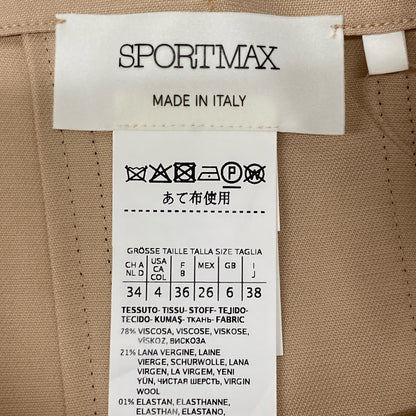 SPORTMAX
MADE IN ITALY
P W
あて布使用
GRÖSSE TAILLE TALLA SIZE TAGLIA
CH A NL D USA CA COL F B MEX GB I J
34 4 36 26 6 38
TESSUTO-TISSU-STOFF-TEJIDO-
TECIDO-KUMAŞ-ТКАНЬ-FABRIC
78% VISCOSA, VISCOSE, VISKOSE,
VİSKOZ, ВИСКОЗА
21% LANA VERGINE, LAINE
VIERGE, SCHURWOLLE, LANA
VIRGEN, LA VIRGEM, YENI
YÜN, ЧИСТАЯ ШЕРСТЬ, VIRGIN
WOOL
01% ELASTAN, ELASTHANNE,
ELASTHAN, ELASTANO,